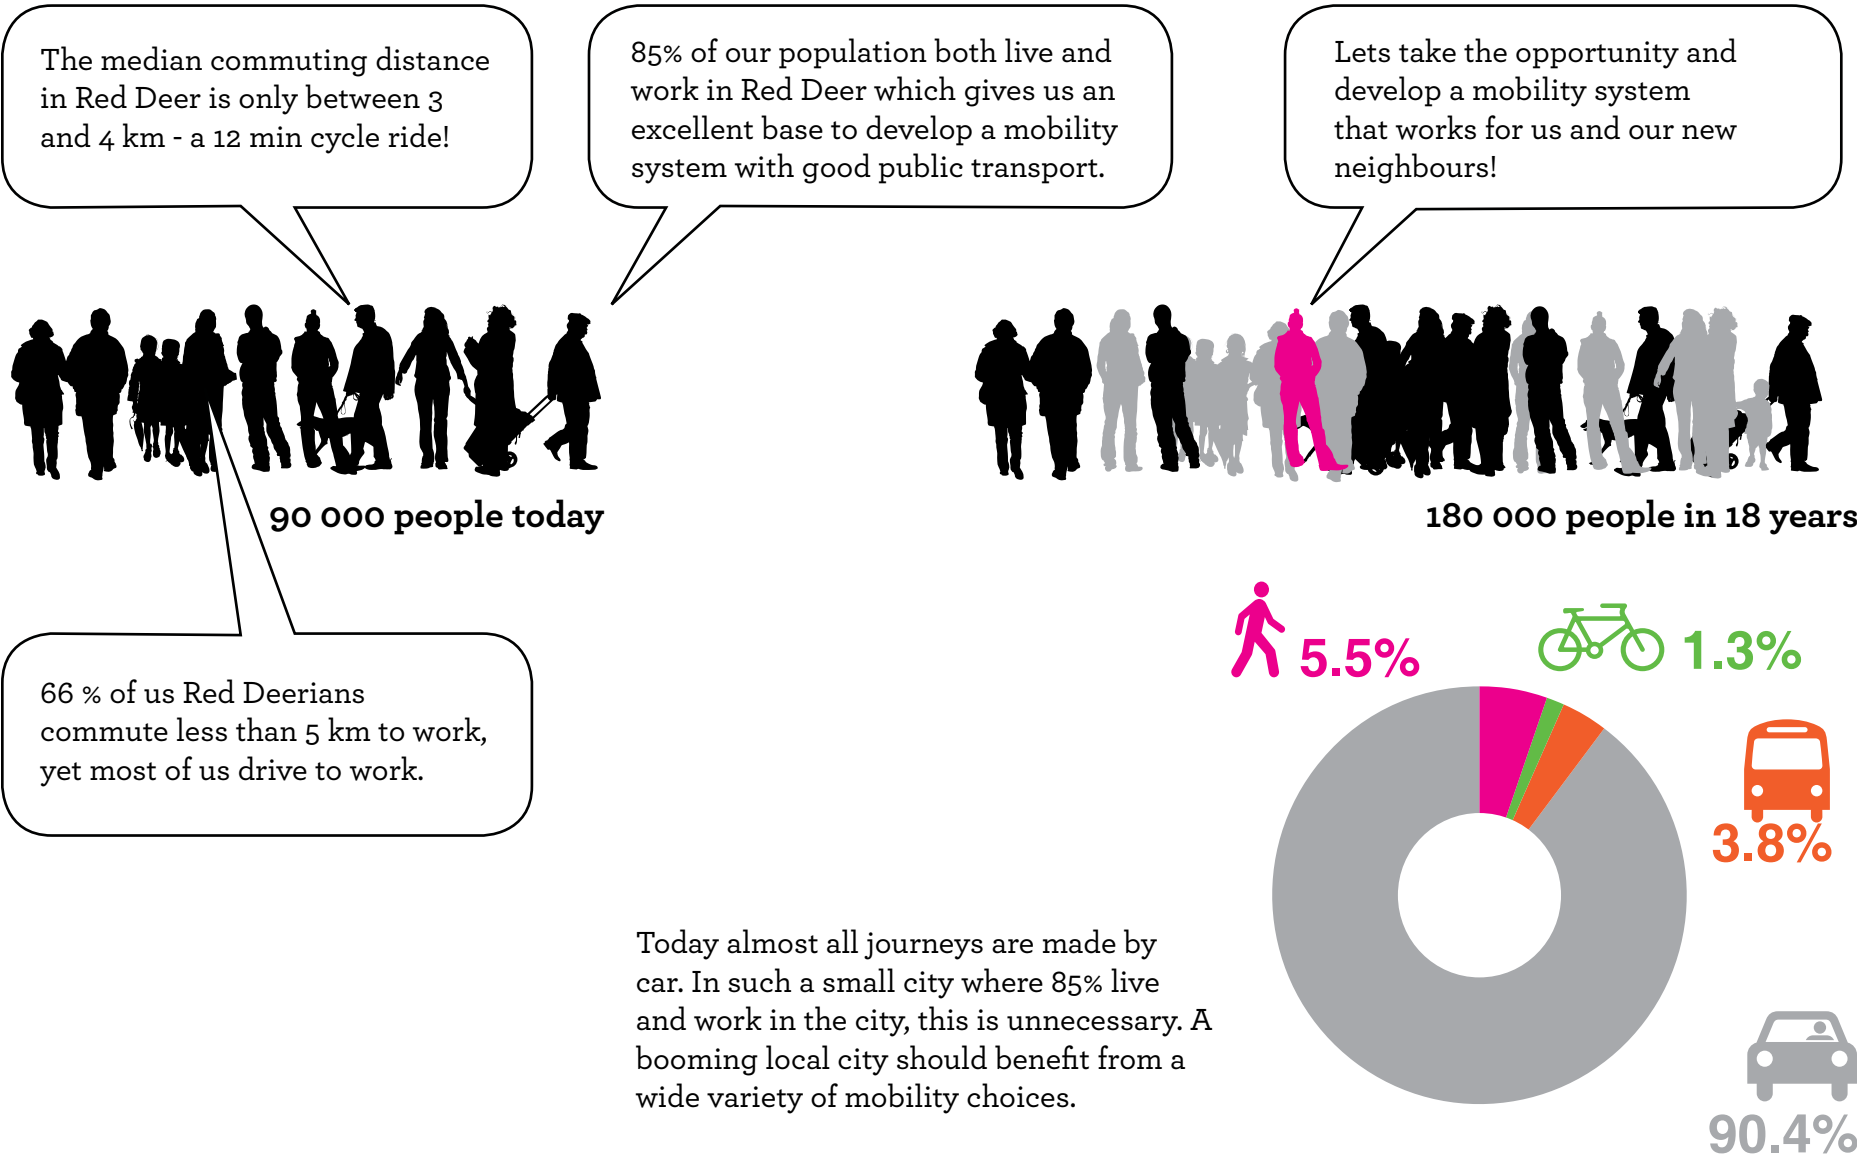 The median commuting distance
in Red Deer is only between 3
and 4 km - a 12 min cycle ride!
85% of our population both live and
work in Red Deer which gives us an
excellent base to develop a mobility
system with good public transport.
Lets take the opportunity and
develop a mobility system
that works for us and our new
neighbours!
90 000 people today
180 000 people in 18 years
66 % of us Red Deerians
commute less than 5 km to work,
yet most of us drive to work.
5.5%
1.3%
3.8%
90.4%
Today almost all journeys are made by
car. In such a small city where 85% live
and work in the city, this is unnecessary. A
booming local city should benefit from a
wide variety of mobility choices.